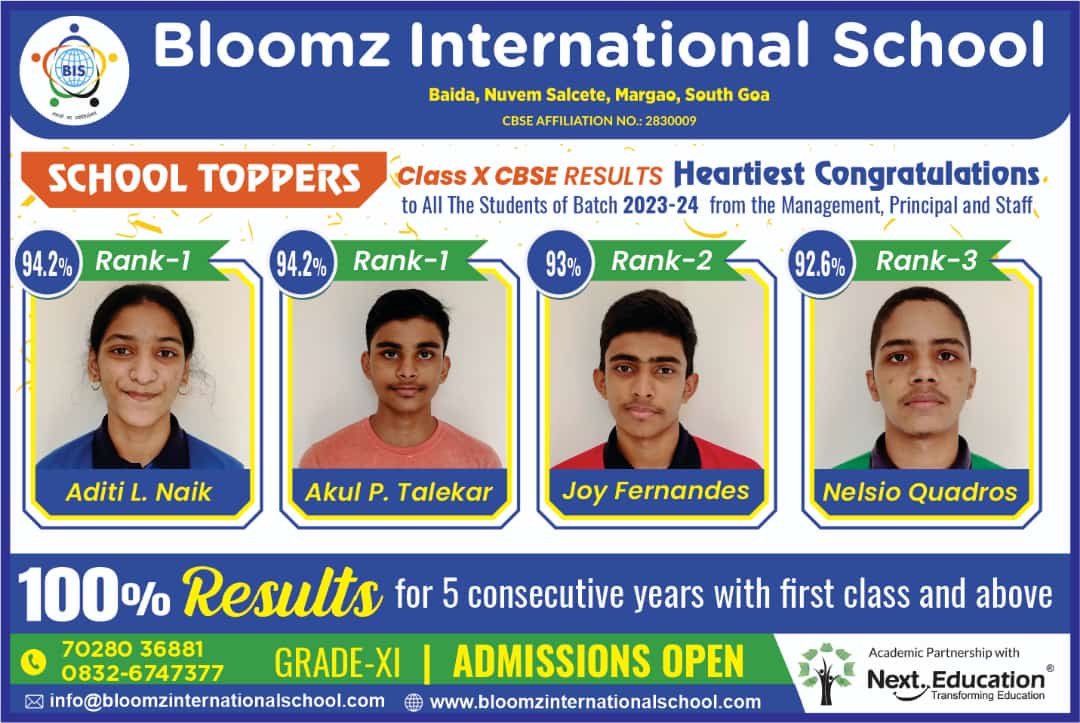 BIS
Bloomz International School
Baida, Nuvem Salcete, Margao, South Goa
CBSE AFFILIATION NO.: 2830009
SCHOOL TOPPERS
Class X CBSE RESULTS Heartiest Congratulations
to All The Students of Batch 2023-24 from the Management, Principal and Staff
94.2% Rank-1
94.2% Rank-1
93% Rank-2
92.6% Rank-3
Aditi L. Naik
Akul P. Talekar
Joy Fernandes
Nelsio Quadros
100% Results for 5 consecutive years with first class and above
70280 36881
0832-6747377
GRADE-XI | ADMISSIONS OPEN
Academic Partnership with
Next Education®
Transforming Education
info@bloomzinternationalschool.com
www.bloomzinternationalschool.com